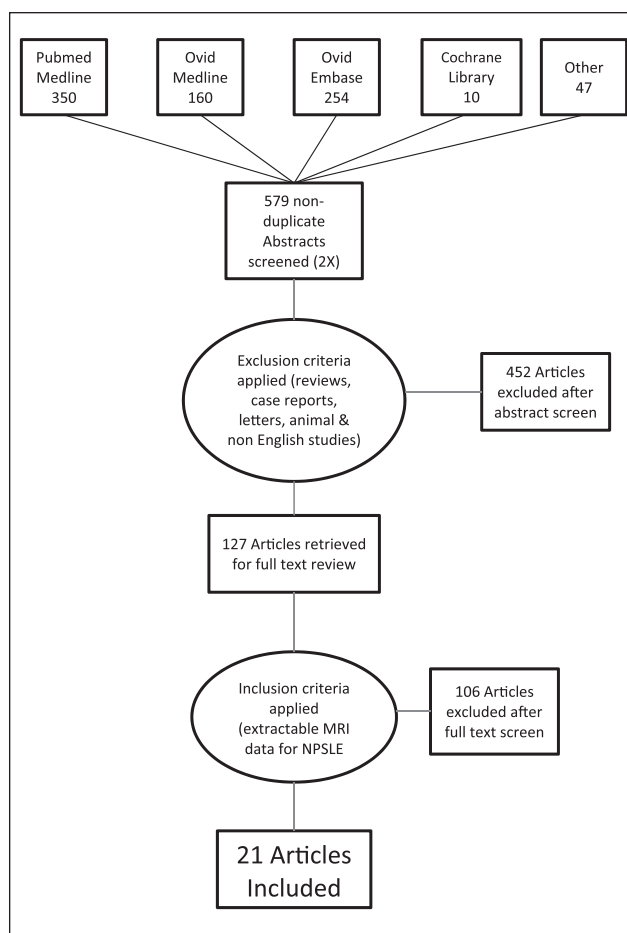 Pubmed
Medline
350
Ovid
Medline
160
Ovid
Embase
254
Cochrane
Library
10
Other
47
579 non-
duplicate
Abstracts
screened (2X)
Exclusion criteria
applied (reviews,
case reports,
letters, animal &
non English studies)
452 Articles
excluded after
abstract screen
127 Articles retrieved
for full text review
Inclusion criteria
applied
(extractable MRI
data for NPSLE
106 Articles
excluded after
full text screen
21 Articles
Included